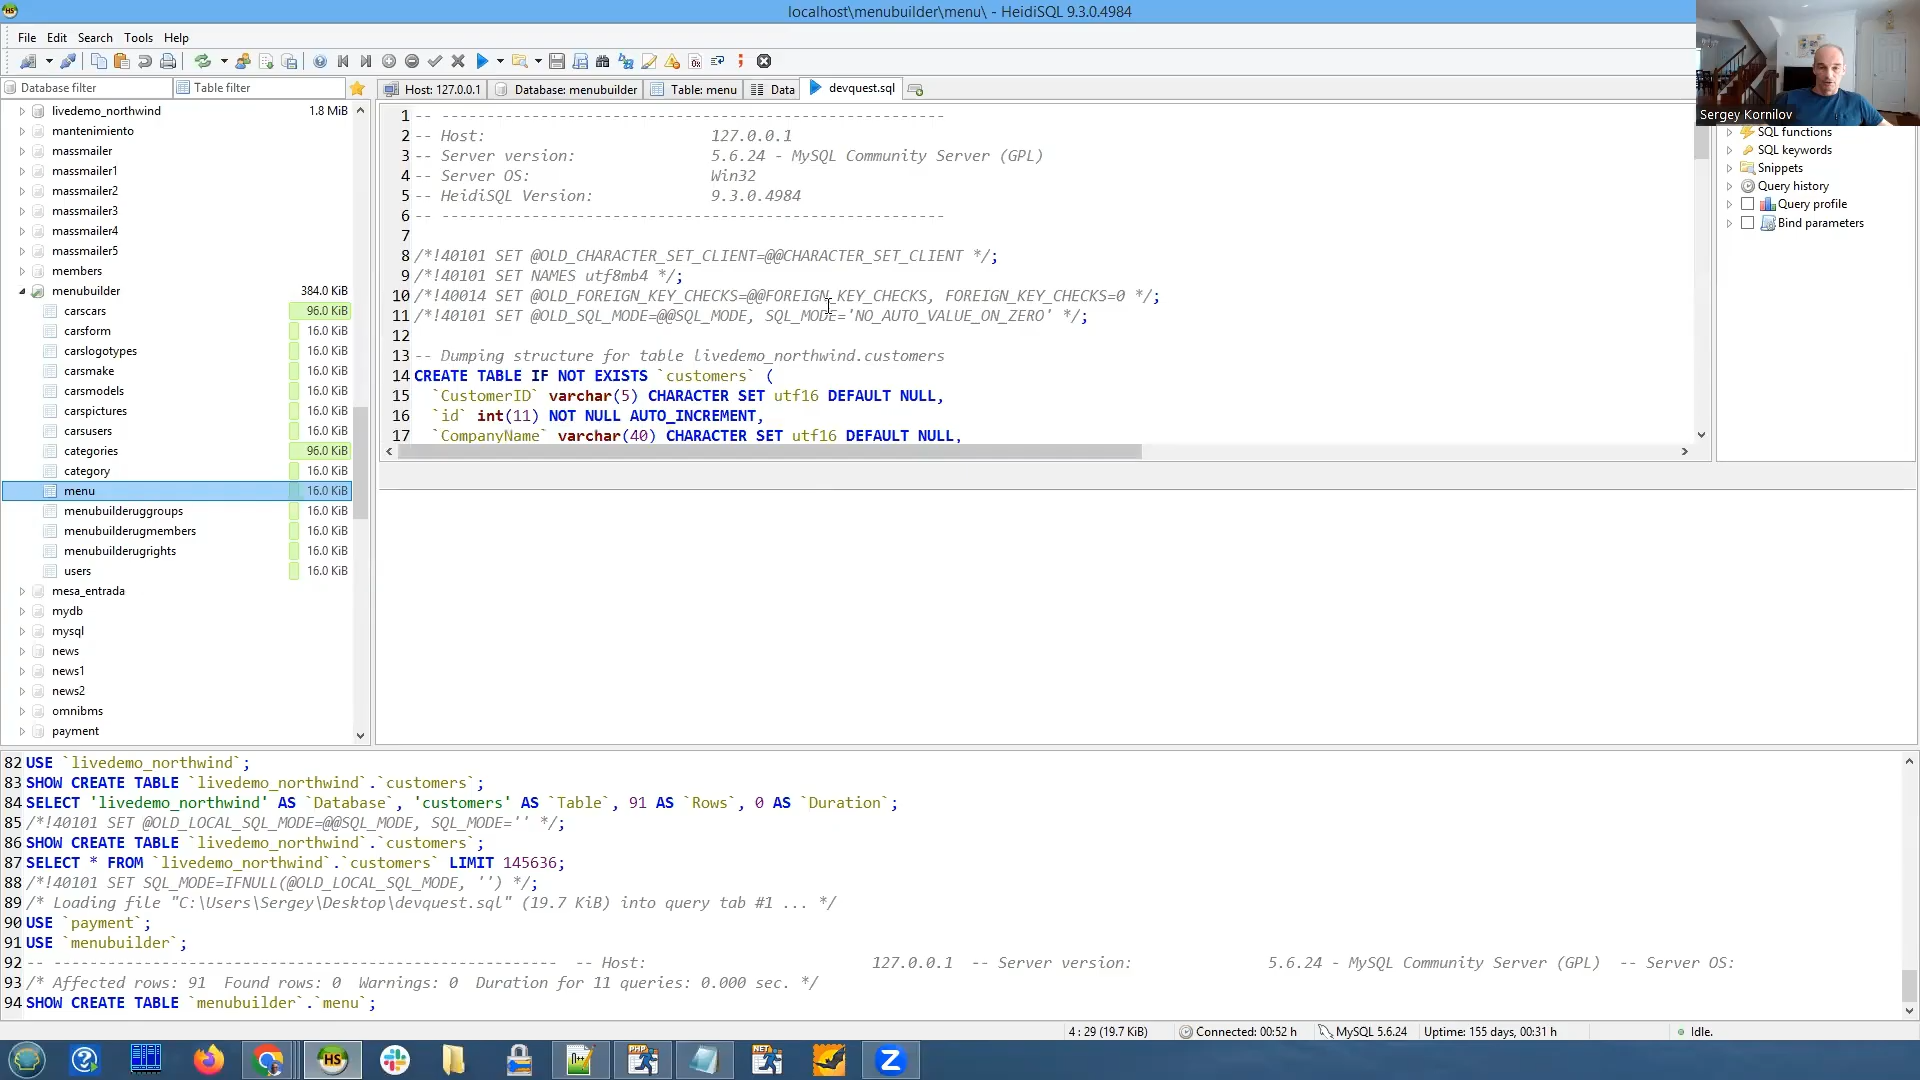 localhost\menubuilder\menu\ - HeidiSQL 9.3.0.4984
File Edit Search Tools Help
Database filter
Table filter
Host: 127.0.0.1
Database: menubuilder
Table: menu
Data
devquest.sql
Sergey Kornilov
livedemo_northwind 1.8 MiB
mantenimiento
massmailer
massmailer1
massmailer2
massmailer3
massmailer4
massmailer5
members
menubuilder 384.0 KiB
carscars 96.0 KiB
carsform 16.0 KiB
carslogotypes 16.0 KiB
carsmake 16.0 KiB
carsmodels 16.0 KiB
carspictures 16.0 KiB
carsusers 16.0 KiB
categories 96.0 KiB
category 16.0 KiB
menu 16.0 KiB
menubuilderuggroups 16.0 KiB
menubuilderugmembers 16.0 KiB
menubuilderugrights 16.0 KiB
users 16.0 KiB
mesa_entrada
mydb
mysql
news
news1
news2
omnibms
payment
1 -- --------------------------------------------------------
2 -- Host: 127.0.0.1
3 -- Server version: 5.6.24 - MySQL Community Server (GPL)
4 -- Server OS: Win32
5 -- HeidiSQL Version: 9.3.0.4984
6 -- --------------------------------------------------------
7
8 /*!40101 SET @OLD_CHARACTER_SET_CLIENT=@@CHARACTER_SET_CLIENT */;
9 /*!40101 SET NAMES utf8mb4 */;
10 /*!40014 SET @OLD_FOREIGN_KEY_CHECKS=@@FOREIGN_KEY_CHECKS, FOREIGN_KEY_CHECKS=0 */;
11 /*!40101 SET @OLD_SQL_MODE=@@SQL_MODE, SQL_MODE='NO_AUTO_VALUE_ON_ZERO' */;
12
13 -- Dumping structure for table livedemo_northwind.customers
14 CREATE TABLE IF NOT EXISTS `customers` (
15 `CustomerID` varchar(5) CHARACTER SET utf16 DEFAULT NULL,
16 `id` int(11) NOT NULL AUTO_INCREMENT,
17 `CompanyName` varchar(40) CHARACTER SET utf16 DEFAULT NULL,
SQL functions
SQL keywords
Snippets
Query history
Query profile
Bind parameters
82 USE `livedemo_northwind`;
83 SHOW CREATE TABLE `livedemo_northwind`.`customers`;
84 SELECT 'livedemo_northwind' AS `Database`, 'customers' AS `Table`, 91 AS `Rows`, 0 AS `Duration`;
85 /*!40101 SET @OLD_LOCAL_SQL_MODE=@@SQL_MODE, SQL_MODE='' */;
86 SHOW CREATE TABLE `livedemo_northwind`.`customers`;
87 SELECT * FROM `livedemo_northwind`.`customers` LIMIT 145636;
88 /*!40101 SET SQL_MODE=IFNULL(@OLD_LOCAL_SQL_MODE, '') */;
89 /* Loading file "C:\Users\Sergey\Desktop\devquest.sql" (19.7 KiB) into query tab #1 ... */
90 USE `payment`;
91 USE `menubuilder`;
92 -- -------------------------------------------------------- -- Host: 127.0.0.1 -- Server version: 5.6.24 - MySQL Community Server (GPL) -- Server OS:
93 /* Affected rows: 91 Found rows: 0 Warnings: 0 Duration for 11 queries: 0.000 sec. */
94 SHOW CREATE TABLE `menubuilder`.`menu`;
4 : 29 (19.7 KiB)
Connected: 00:52 h
MySQL 5.6.24
Uptime: 155 days, 00:31 h
Idle.
HS